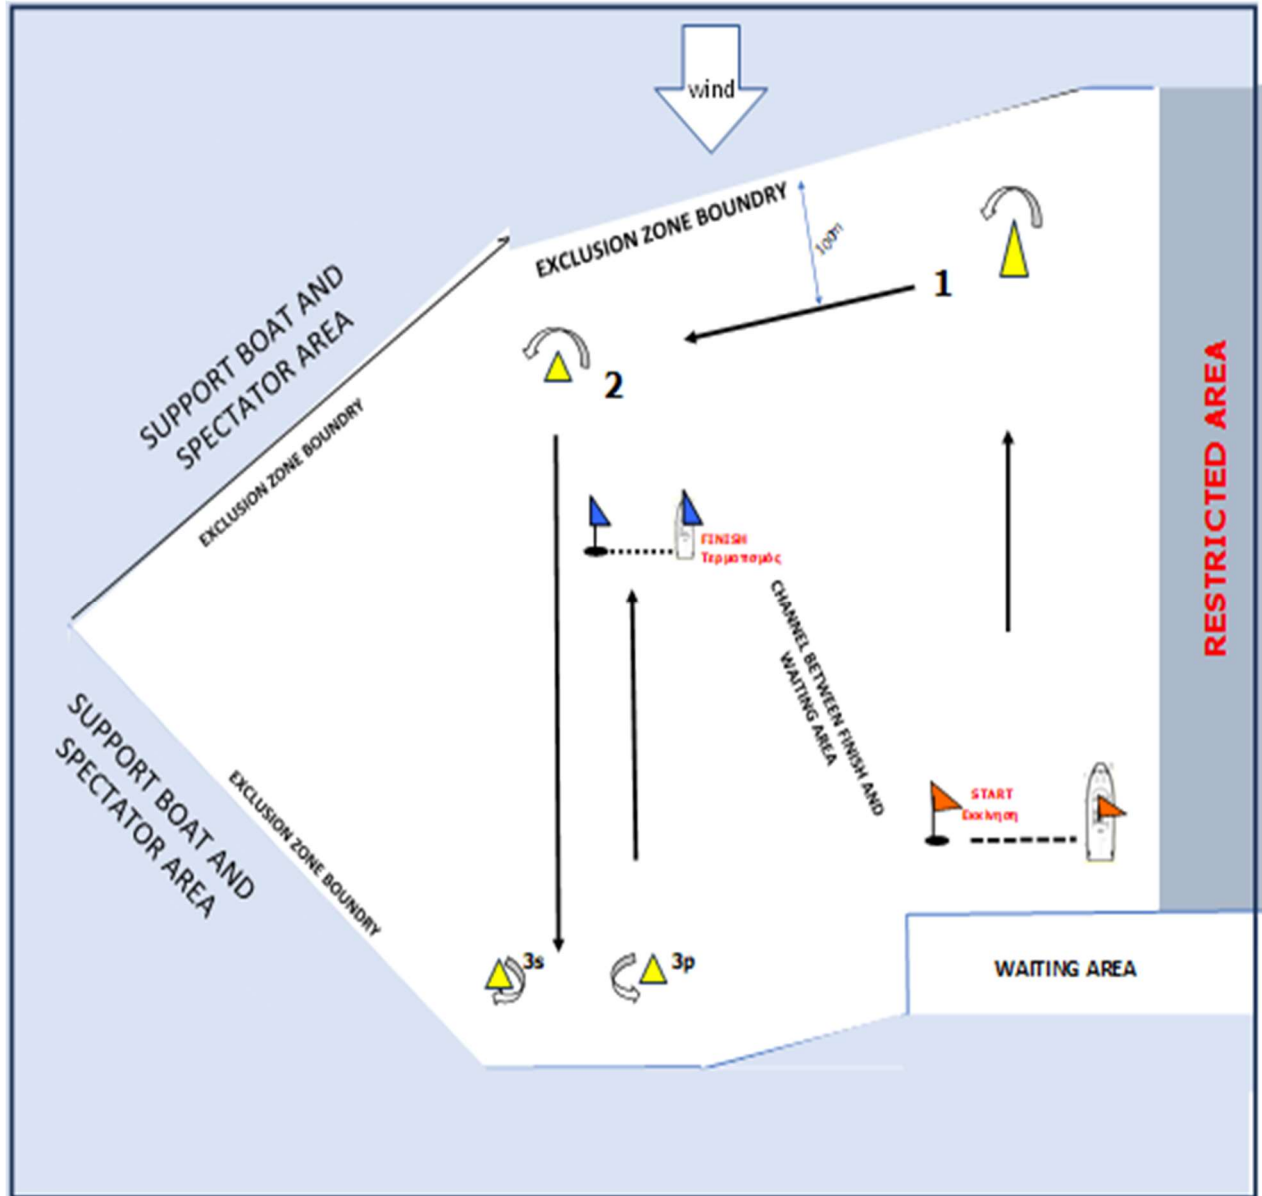 wind
EXCLUSION ZONE BOUNDRY
100m
1
SUPPORT BOAT AND
SPECTATOR AREA
2
EXCLUSION ZONE BOUNDRY
RESTRICTED AREA
FINISH
Τερματισμός
CHANNEL BETWEEN FINISH AND
WAITING AREA
SUPPORT BOAT AND
SPECTATOR AREA
EXCLUSION ZONE BOUNDRY
START
Εκκίνηση
3s
3p
WAITING AREA